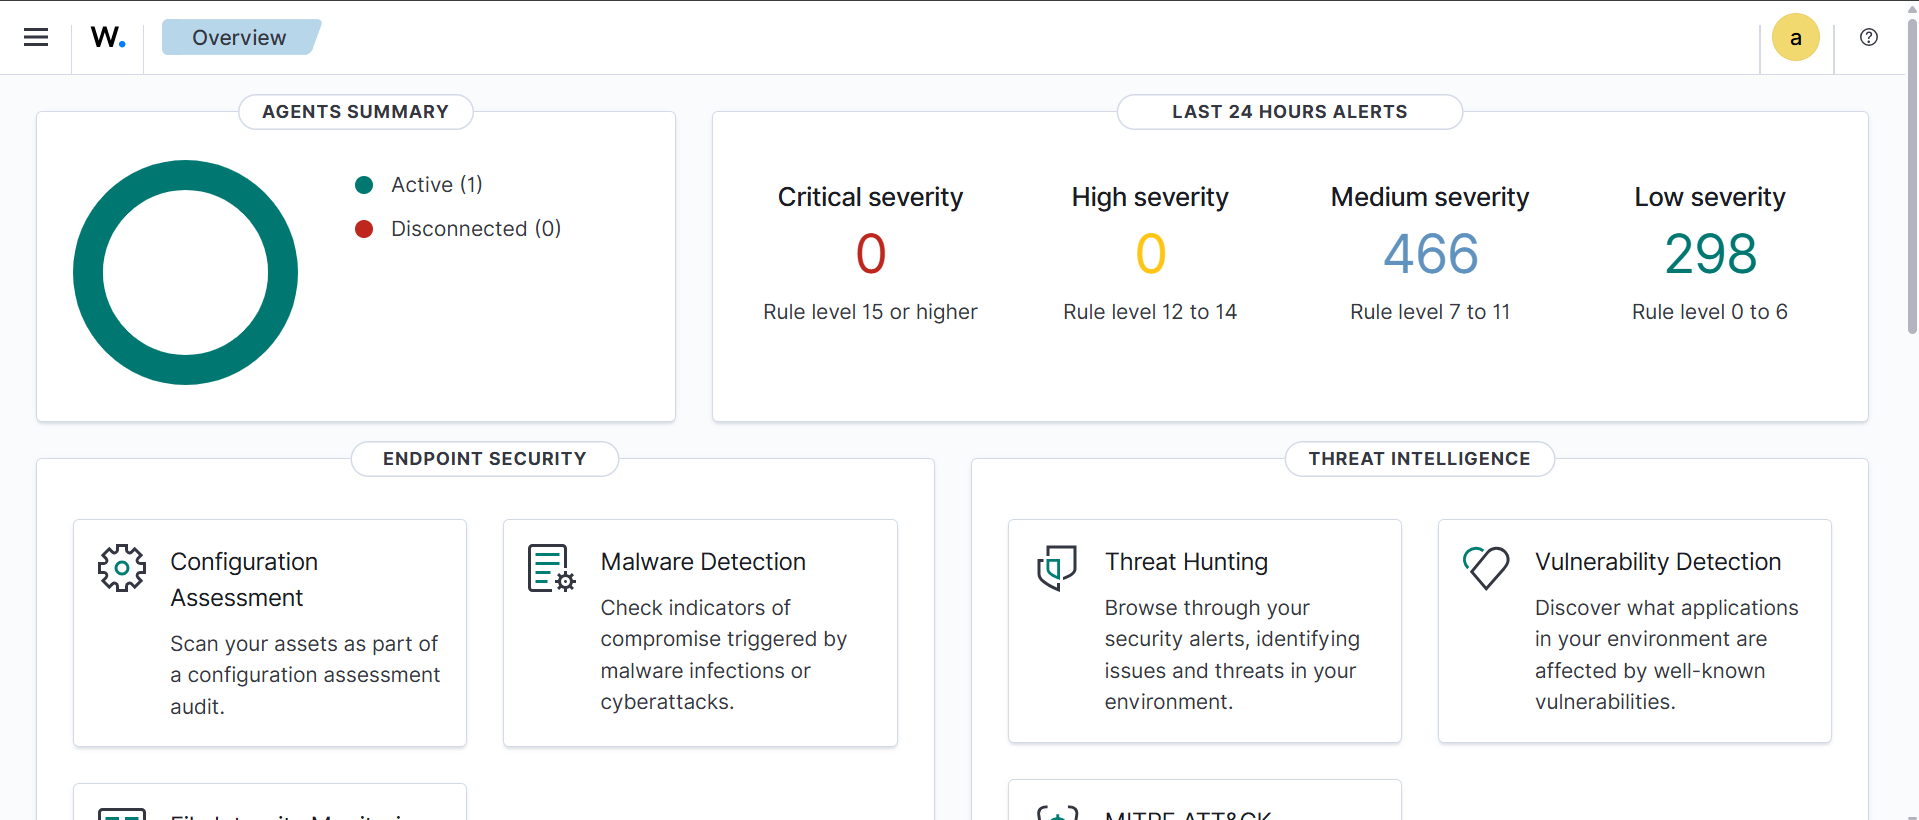 W.
Overview
a
?
AGENTS SUMMARY
Active (1)
Disconnected (0)
LAST 24 HOURS ALERTS
Critical severity
0
Rule level 15 or higher
High severity
0
Rule level 12 to 14
Medium severity
466
Rule level 7 to 11
Low severity
298
Rule level 0 to 6
ENDPOINT SECURITY
Configuration
Assessment
Scan your assets as part of
a configuration assessment
audit.
Malware Detection
Check indicators of
compromise triggered by
malware infections or
cyberattacks.
THREAT INTELLIGENCE
Threat Hunting
Browse through your
security alerts, identifying
issues and threats in your
environment.
Vulnerability Detection
Discover what applications
in your environment are
affected by well-known
vulnerabilities.
MITRE ATT&CK